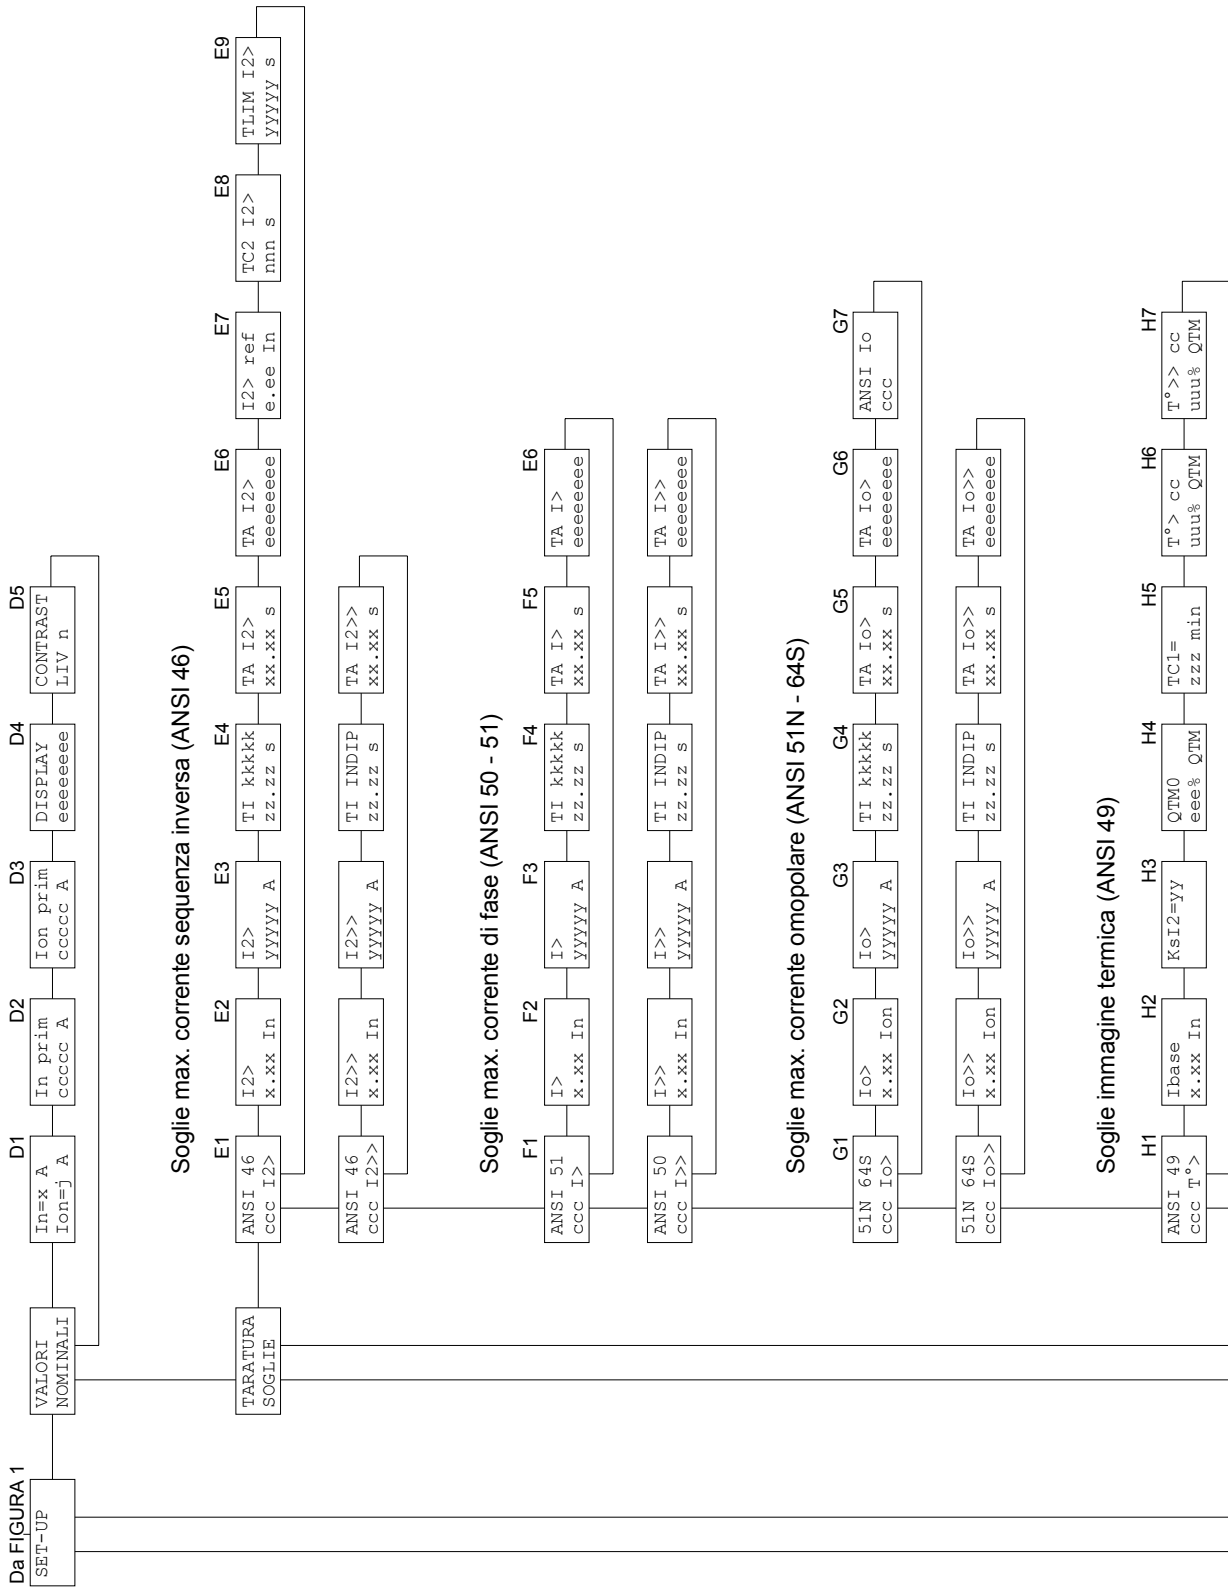 Da FIGURA 1
SET-UP
VALORI
NOMINALI
D1
In=x A
Ion=j A
D2
In prim
ccccc A
D3
Ion prim
ccccc A
D4
DISPLAY
eeeeeeee
D5
CONTRAST
LIV n
Soglie max. corrente sequenza inversa (ANSI 46)
TARATURA
SOGLIE
E1
ANSI 46
ccc I2>
E2
I2>
x.xx In
E3
I2>
yyyyy A
E4
TI kkkkk
zz.zz s
E5
TA I2>
xx.xx s
E6
TA I2>
eeeeeeeee
E7
I2> ref
e.ee In
E8
TC2 I2>
nnn s
E9
TLIM I2>
yyyyy s
ANSI 46
ccc I2>>
I2>>
x.xx In
I2>>
yyyyy A
TI INDIP
zz.zz s
TA I2>>
xx.xx s
Soglie max. corrente di fase (ANSI 50 - 51)
F1
ANSI 51
ccc I>
F2
I>
x.xx In
F3
I>
yyyyy A
F4
TI kkkkk
zz.zz s
F5
TA I>
xx.xx s
E6
TA I>
eeeeeeeee
ANSI 50
ccc I>>
I>>
x.xx In
I>>
yyyyy A
TI INDIP
zz.zz s
TA I>>
xx.xx s
TA I>>
eeeeeeeee
Soglie max. corrente omopolare (ANSI 51N - 64S)
G1
51N 64S
ccc Io>
G2
Io>
x.xx Ion
G3
Io>
yyyyy A
G4
TI kkkkk
zz.zz s
G5
TA Io>
xx.xx s
G6
TA Io>
eeeeeeeee
G7
ANSI Io
ccc
51N 64S
ccc Io>>
Io>>
x.xx Ion
Io>>
yyyyy A
TI INDIP
zz.zz s
TA Io>>
xx.xx s
TA Io>>
eeeeeeeee
Soglie immagine termica (ANSI 49)
H1
ANSI 49
ccc T°>
H2
Ibase
x.xx In
H3
KsI2=yy
H4
QTM0
eee% QTM
H5
TC1=
zzz min
H6
T°> cc
uuu% QTM
H7
T°>> cc
uuu% QTM